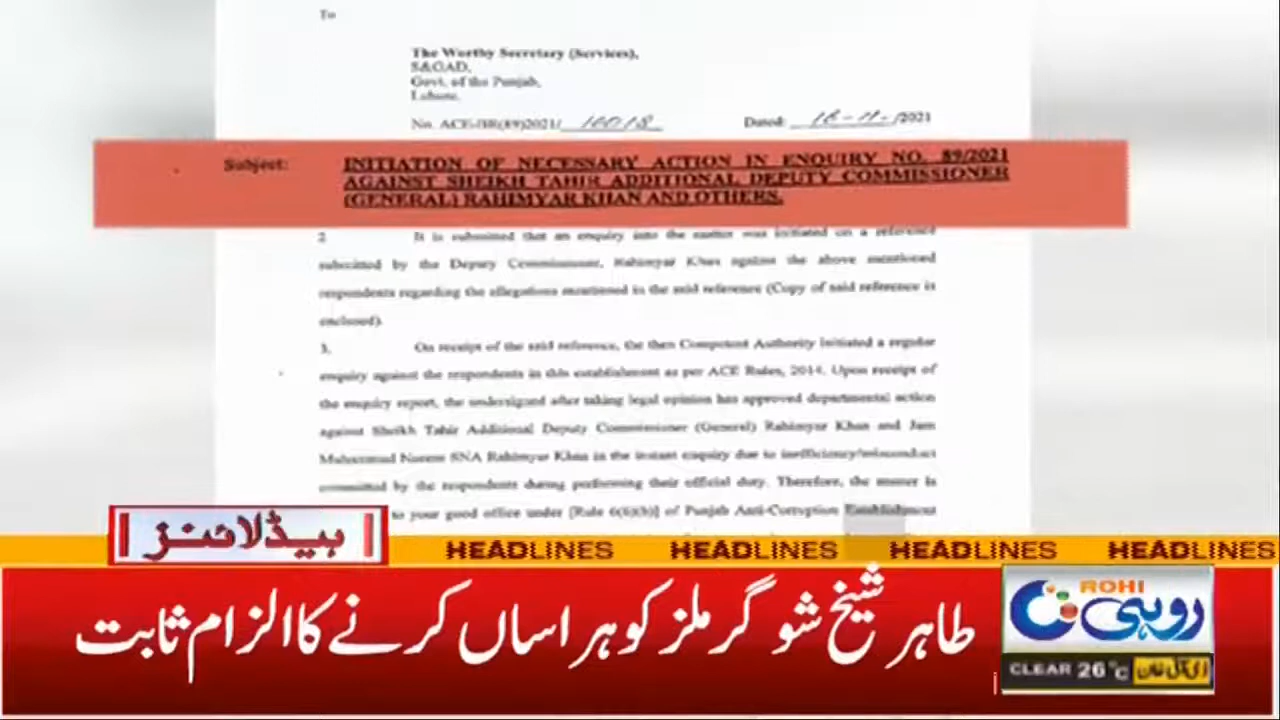 To
The Worthy Secretary (Services),
S&GAD,
Govt. of the Punjab,
Lahore.
No. ACE-HR(89)2021/ 10018 Dated: 18-11-/2021
Subject: INITIATION OF NECESSARY ACTION IN ENQUIRY NO. 89/2021
AGAINST SHEIKH TAHIR ADDITIONAL DEPUTY COMMISSIONER
(GENERAL) RAHIMYAR KHAN AND OTHERS.
2 It is submitted that an enquiry into the matter was initiated on a reference
submitted by the Deputy Commissioner, Rahimyar Khan against the above mentioned
respondents regarding the allegations mentioned in the said reference (Copy of said reference is
enclosed).
3. On receipt of the said reference, the then Competent Authority initiated a regular
enquiry against the respondents in this establishment as per ACE Rules, 2014. Upon receipt of
the enquiry report, the undersigned after taking legal opinion has approved departmental action
against Sheikh Tahir Additional Deputy Commissioner (General) Rahimyar Khan and Jam
Muhammad Naeem SNA Rahimyar Khan in the instant enquiry due to inefficiency/misconduct
committed by the respondents during performing their official duty. Therefore, the matter is
to your good office under [Rule 6(6)(b)] of Punjab Anti-Corruption Establishment
ہیڈلائنز
HEADLINES HEADLINES HEADLINES HEADLINES
طاہر شیخ شوگر ملز کو ہراساں کرنے کا الزام ثابت
ROHI
روہی
CLEAR 26°C